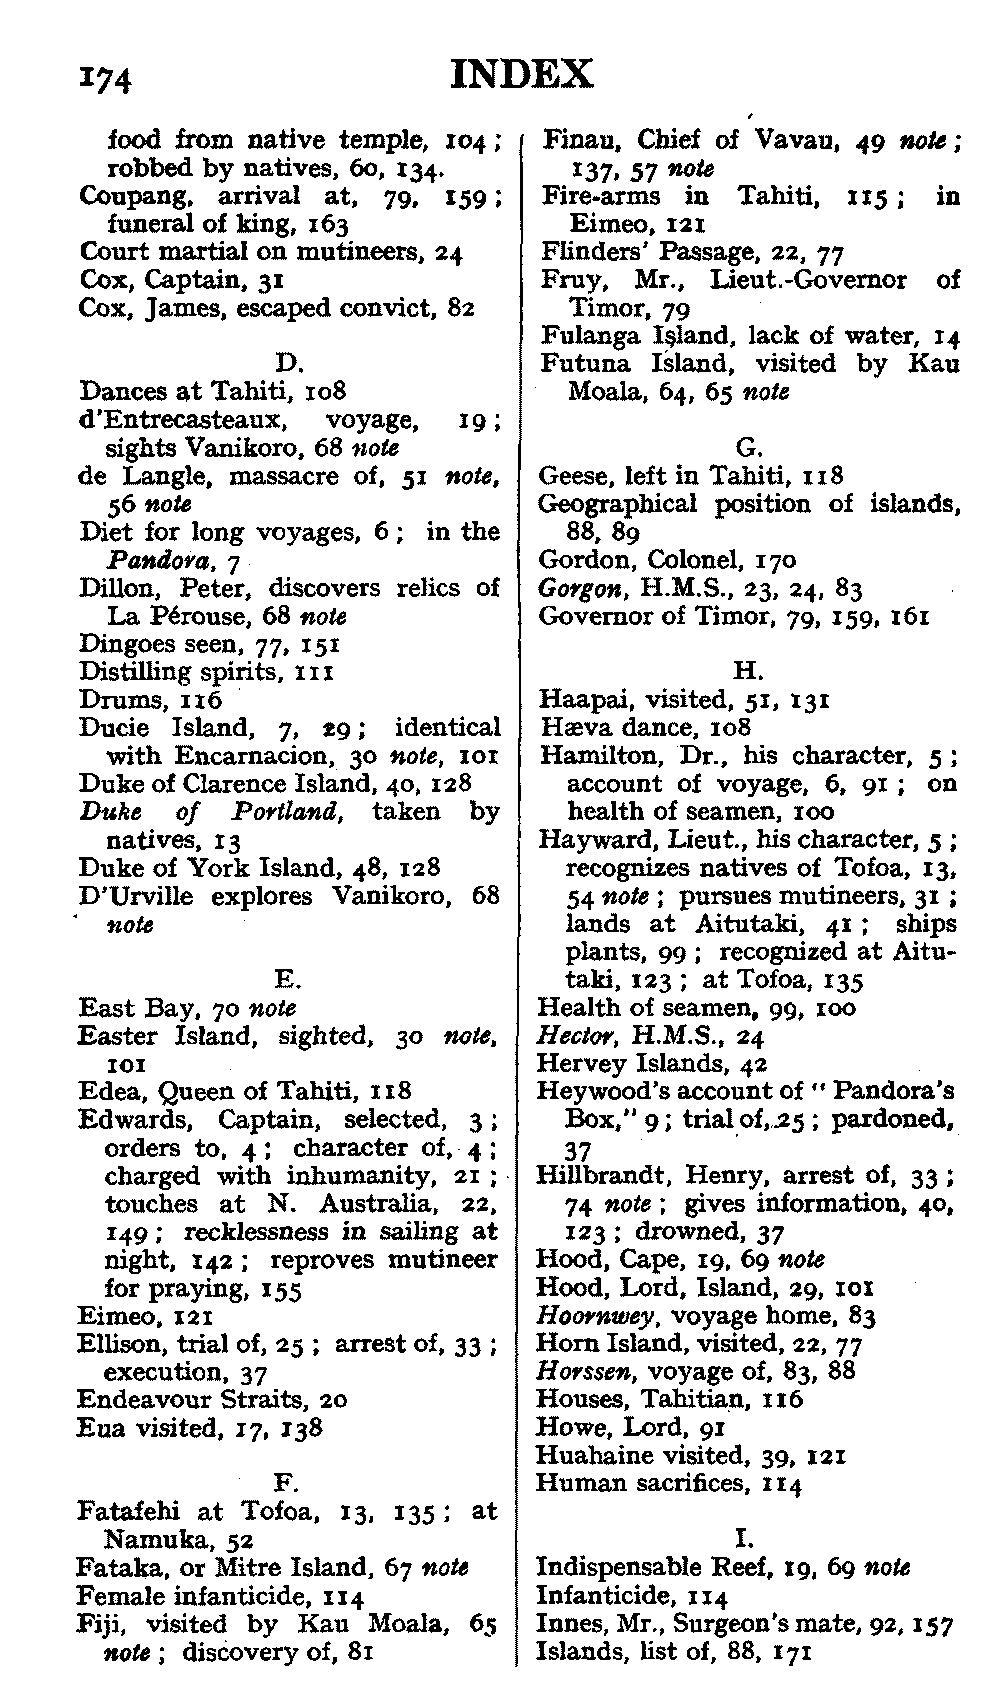 174 INDEX
food from native temple, 104 ;
robbed by natives, 60, 134.
Coupang, arrival at, 79, 159 ;
funeral of king, 163
Court martial on mutineers, 24
Cox, Captain, 31
Cox, James, escaped convict, 82
D.
Dances at Tahiti, 108
d'Entrecasteaux, voyage, 19 ;
sights Vanikoro, 68 note
de Langle, massacre of, 51 note,
56 note
Diet for long voyages, 6 ; in the
Pandora, 7
Dillon, Peter, discovers relics of
La Pérouse, 68 note
Dingoes seen, 77, 151
Distilling spirits, 111
Drums, 116
Ducie Island, 7, 29 ; identical
with Encarnacion, 30 note, 101
Duke of Clarence Island, 40, 128
Duke of Portland, taken by
natives, 13
Duke of York Island, 48, 128
D'Urville explores Vanikoro, 68
note
E.
East Bay, 70 note
Easter Island, sighted, 30 note,
101
Edea, Queen of Tahiti, 118
Edwards, Captain, selected, 3 ;
orders to, 4 ; character of, 4 ;
charged with inhumanity, 21 ;
touches at N. Australia, 22,
149 ; recklessness in sailing at
night, 142 ; reproves mutineer
for praying, 155
Eimeo, 121
Ellison, trial of, 25 ; arrest of, 33 ;
execution, 37
Endeavour Straits, 20
Eua visited, 17, 138
F.
Fatafehi at Tofoa, 13, 135 ; at
Namuka, 52
Fataka, or Mitre Island, 67 note
Female infanticide, 114
Fiji, visited by Kau Moala, 65
note ; discovery of, 81
Finau, Chief of Vavau, 49 note ;
137, 57 note
Fire-arms in Tahiti, 115 ; in
Eimeo, 121
Flinders' Passage, 22, 77
Fruy, Mr., Lieut.-Governor of
Timor, 79
Fulanga Island, lack of water, 14
Futuna Island, visited by Kau
Moala, 64, 65 note
G.
Geese, left in Tahiti, 118
Geographical position of islands,
88, 89
Gordon, Colonel, 170
Gorgon, H.M.S., 23, 24, 83
Governor of Timor, 79, 159, 161
H.
Haapai, visited, 51, 131
Hæva dance, 108
Hamilton, Dr., his character, 5 ;
account of voyage, 6, 91 ; on
health of seamen, 100
Hayward, Lieut., his character, 5 ;
recognizes natives of Tofoa, 13,
54 note ; pursues mutineers, 31 ;
lands at Aitutaki, 41 ; ships
plants, 99 ; recognized at Aitu-
taki, 123 ; at Tofoa, 135
Health of seamen, 99, 100
Hector, H.M.S., 24
Hervey Islands, 42
Heywood's account of "Pandora's
Box," 9 ; trial of, 25 ; pardoned,
37
Hillbrandt, Henry, arrest of, 33 ;
74 note ; gives information, 40,
123 ; drowned, 37
Hood, Cape, 19, 69 note
Hood, Lord, Island, 29, 101
Hoornwey, voyage home, 83
Horn Island, visited, 22, 77
Horssen, voyage of, 83, 88
Houses, Tahitian, 116
Howe, Lord, 91
Huahaine visited, 39, 121
Human sacrifices, 114
I.
Indispensable Reef, 19, 69 note
Infanticide, 114
Innes, Mr., Surgeon's mate, 92, 157
Islands, list of, 88, 171